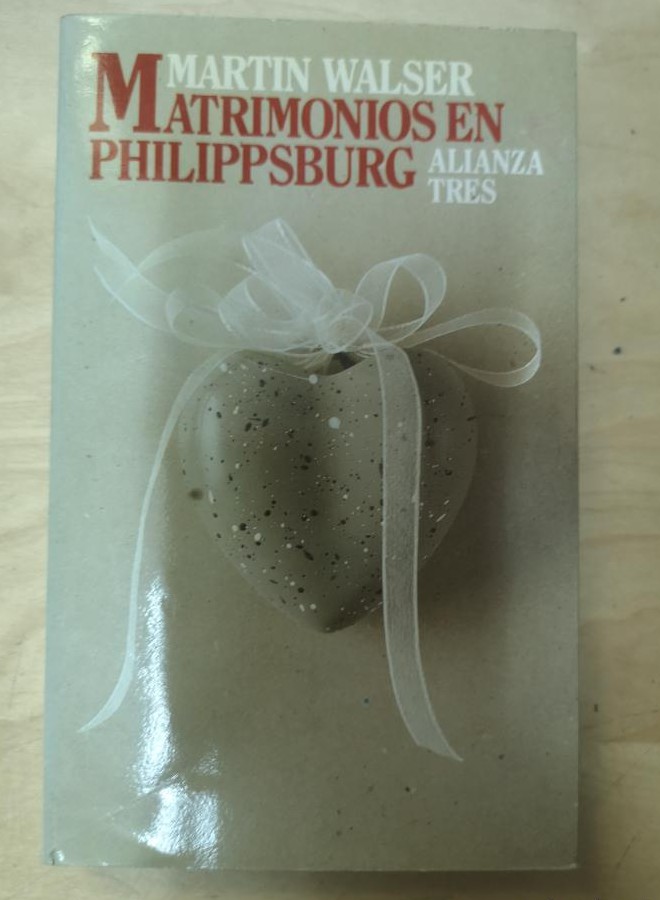 MARTIN WALSER
MATRIMONIOS EN
PHILIPPSBURG
ALIANZA
TRES